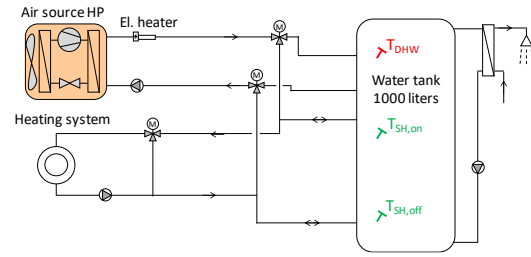 Air source HP
El. heater
M
M
T_DHW
Water tank
1000 liters
Heating system
M
T_SH,on
T_SH,off